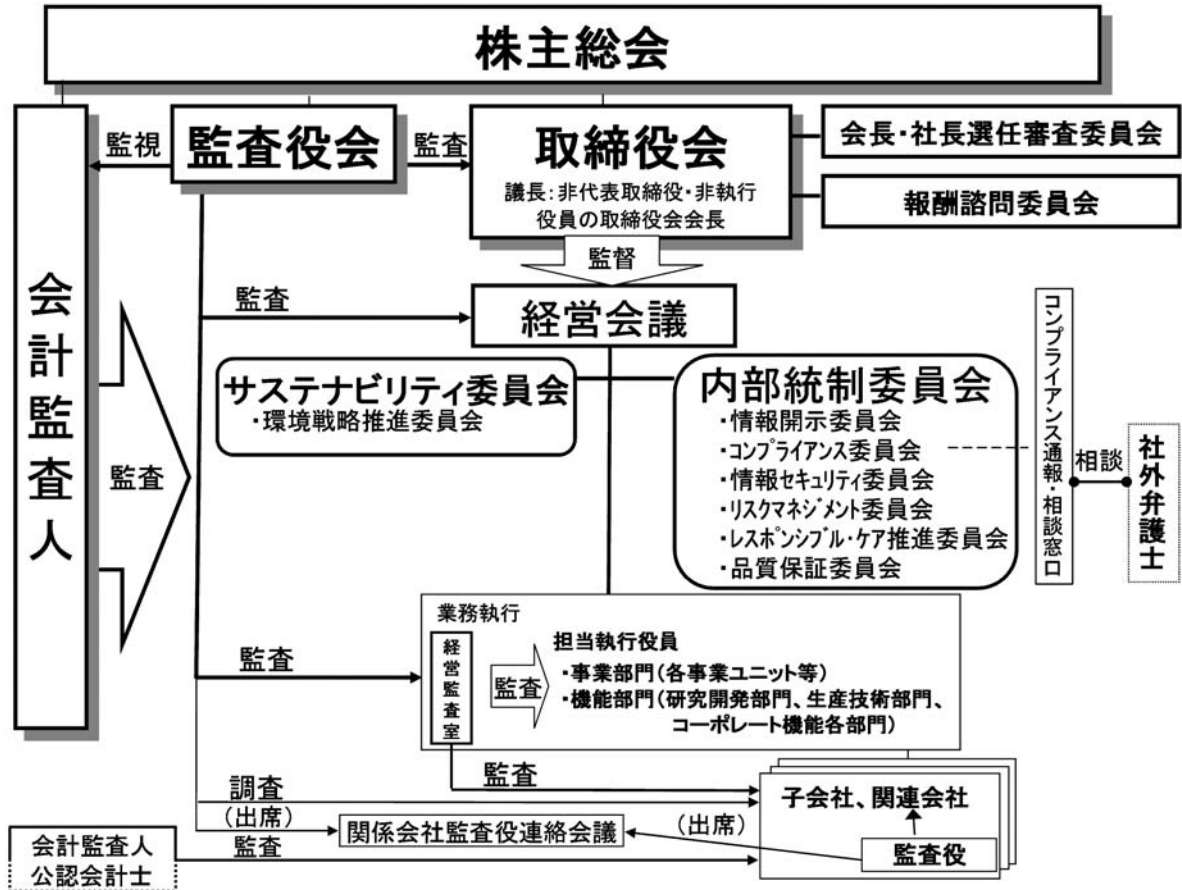 株主総会
監視
監査役会
監査
取締役会
議長:非代表取締役・非執行
役員の取締役会会長
会長・社長選任審査委員会
報酬諮問委員会
監督
会計監査人
監査
監査
経営会議
サステナビリティ委員会
・環境戦略推進委員会
内部統制委員会
・情報開示委員会
・コンプライアンス委員会
・情報セキュリティ委員会
・リスクマネジメント委員会
・レスポンシブル・ケア推進委員会
・品質保証委員会
コンプライアンス通報・相談窓口
相談
社外弁護士
業務執行
監査
経営監査室
監査
担当執行役員
・事業部門(各事業ユニット等)
・機能部門(研究開発部門、生産技術部門、
コーポレート機能各部門)
監査
調査
(出席)
子会社、関連会社
監査役
関係会社監査役連絡会議
(出席)
会計監査人
公認会計士
監査